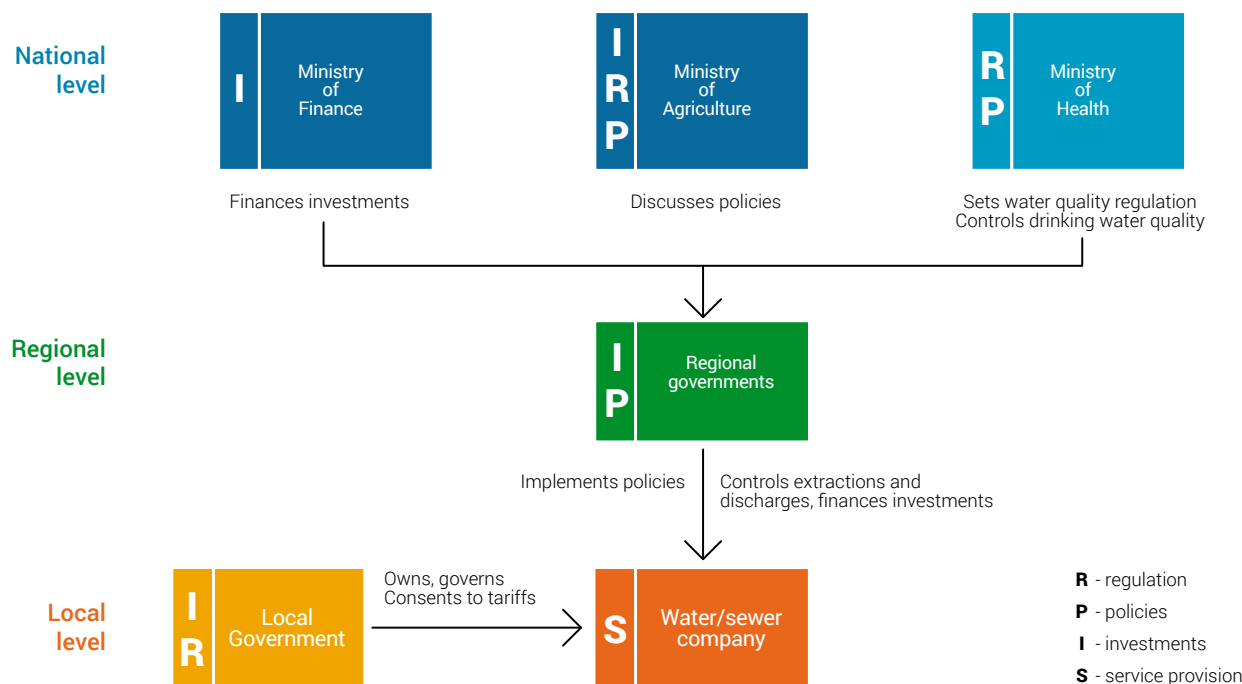 National
level
I
Ministry
of
Finance
I
R
P
Ministry
of
Agriculture
R
P
Ministry
of
Health
Finances investments
Discusses policies
Sets water quality regulation
Controls drinking water quality
Regional
level
I
P
Regional
governments
Implements policies
Controls extractions and
discharges, finances investments
Local
level
I
R
Local
Government
Owns, governs
Consents to tariffs
S
Water/sewer
company
R - regulation
P - policies
I - investments
S - service provision